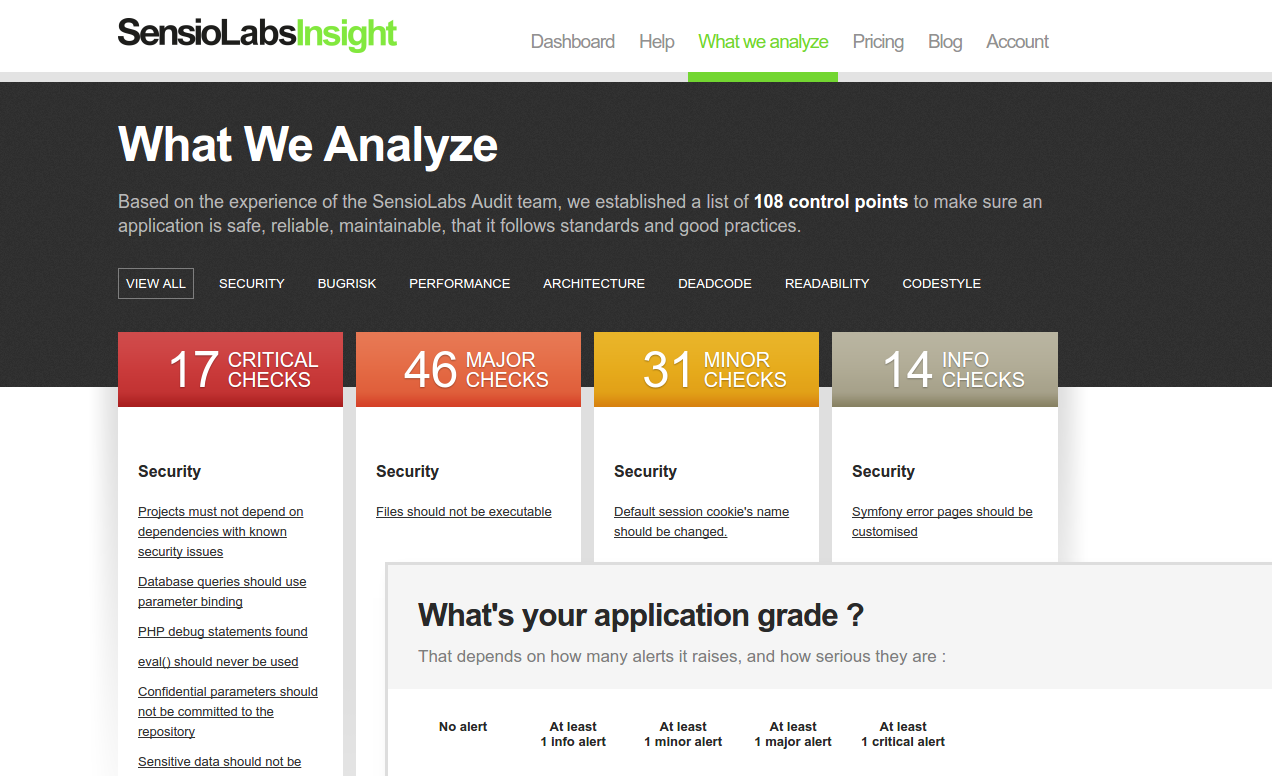 SensioLabsInsight
Dashboard Help What we analyze Pricing Blog Account
What We Analyze
Based on the experience of the SensioLabs Audit team, we established a list of 108 control points to make sure an
application is safe, reliable, maintainable, that it follows standards and good practices.
VIEW ALL SECURITY BUGRISK PERFORMANCE ARCHITECTURE DEADCODE READABILITY CODESTYLE
17 CRITICAL
CHECKS
46 MAJOR
CHECKS
31 MINOR
CHECKS
14 INFO
CHECKS
Security
Projects must not depend on
dependencies with known
security issues
Database queries should use
parameter binding
PHP debug statements found
eval() should never be used
Confidential parameters should
not be committed to the
repository
Sensitive data should not be
Security
Files should not be executable
Security
Default session cookie's name
should be changed.
Security
Symfony error pages should be
customised
What's your application grade ?
That depends on how many alerts it raises, and how serious they are :
No alert
At least
1 info alert
At least
1 minor alert
At least
1 major alert
At least
1 critical alert